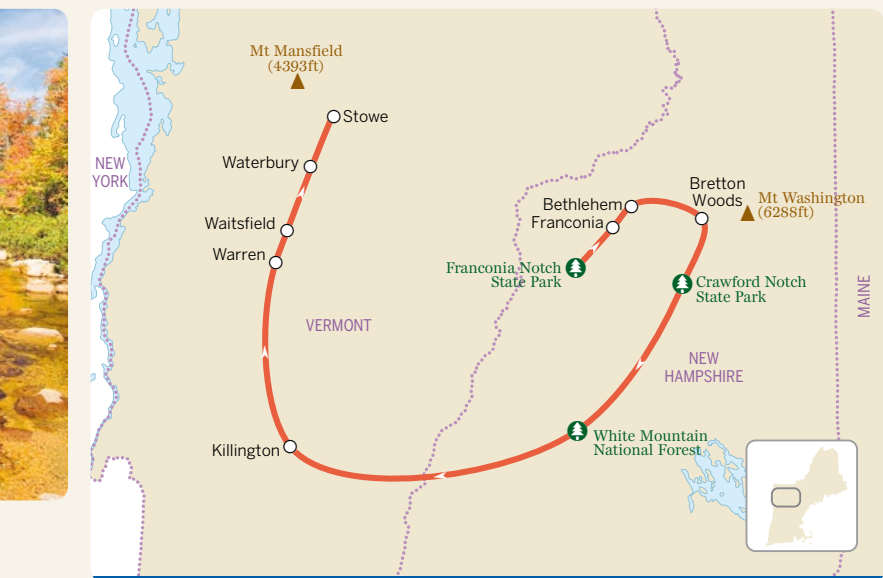 Mt Mansfield
(4393ft)
Stowe
NEW
YORK
Waterbury
Waitsfield
Warren
Bretton
Woods
Mt Washington
(6288ft)
Bethlehem
Franconia
Franconia Notch
State Park
Crawford Notch
State Park
MAINE
VERMONT
NEW
HAMPSHIRE
White Mountain
National Forest
Killington